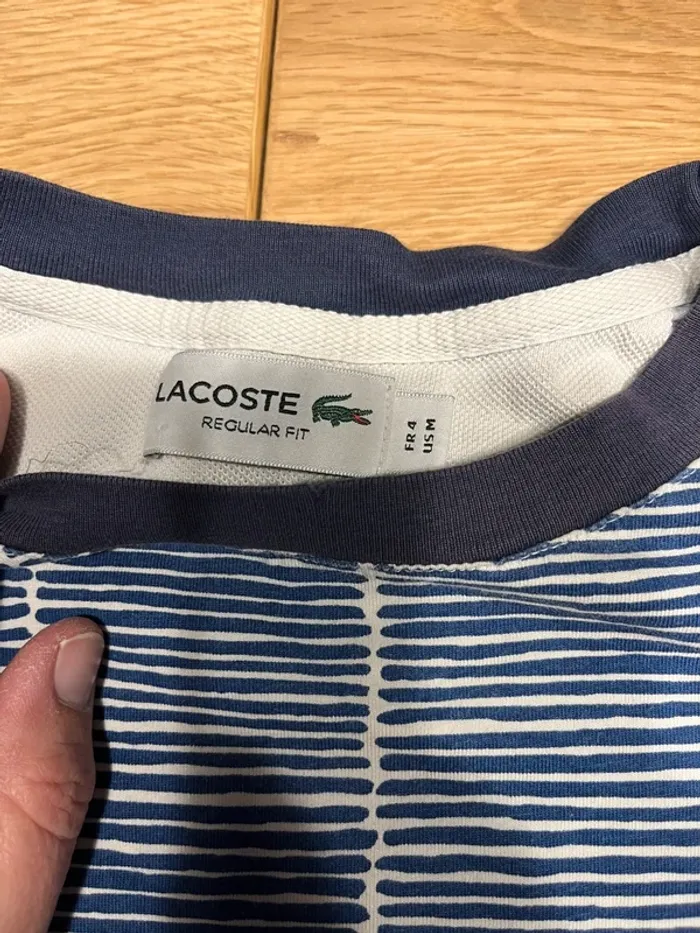 LACOSTE
REGULAR FIT
FR 4
US M